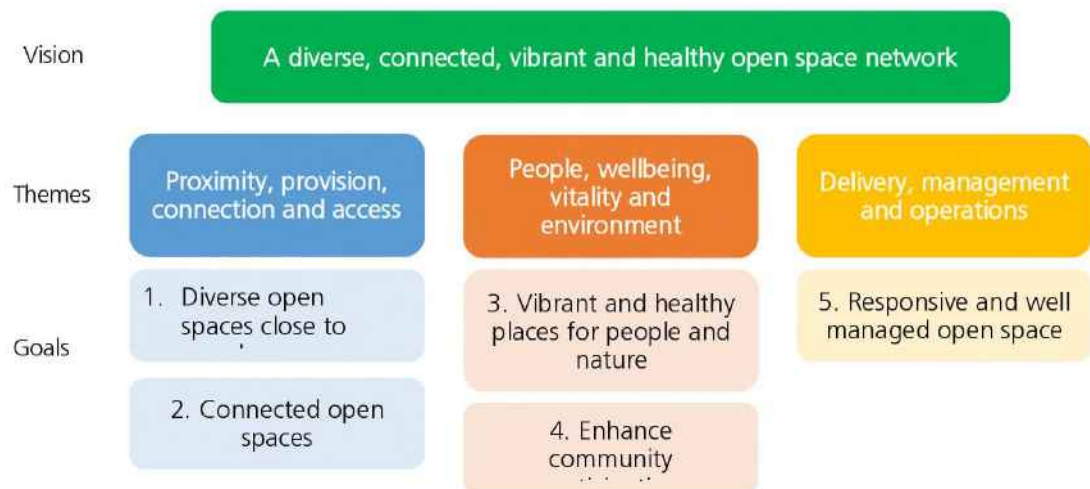 Vision
A diverse, connected, vibrant and healthy open space network
Themes
Proximity, provision,
connection and access
People, wellbeing,
vitality and
environment
Delivery, management
and operations
Goals
1. Diverse open
spaces close to
2. Connected open
spaces
3. Vibrant and healthy
places for people and
nature
4. Enhance
community
5. Responsive and well
managed open space